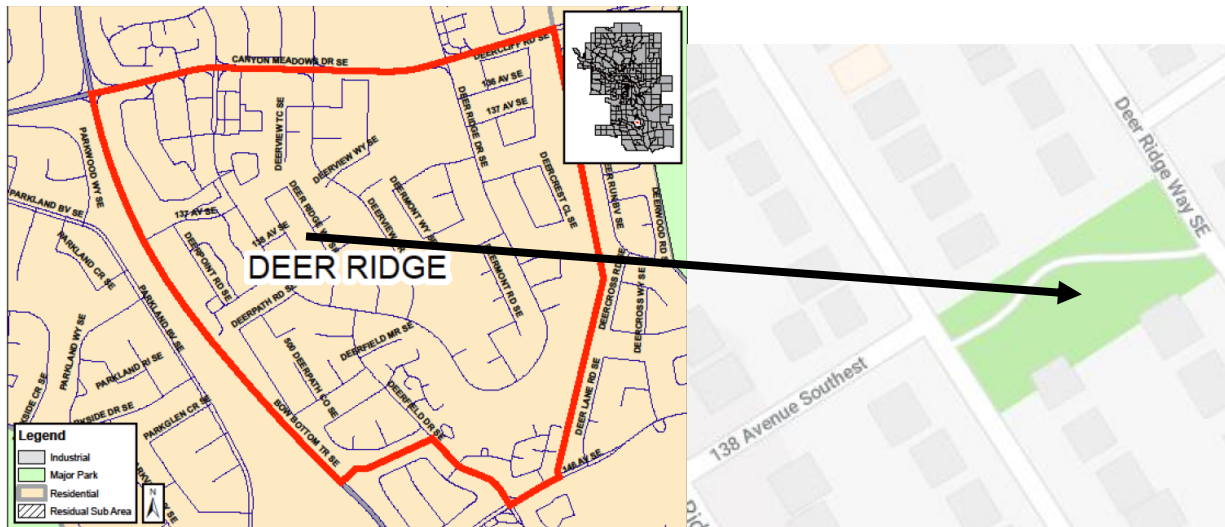 CANYON MEADOWS DR SE
DEERCLIFF RD SE
136 AV SE
137 AV SE
DEER RIDGE DR SE
DEERVIEW TC SE
DEERVIEW WY SE
PARKWOOD WY SE
PARKLAND BV SE
137 AV SE
138 AV SE
DEER RIDGE
DEERMONT WY SE
DEERCREST CL SE
DEER RUN BV SE
DEERWOOD RD SE
DEERPOINT RD SE
DEER RIDGE
PARKLAND CR SE
PARKLAND BV SE
DEERPATH RD SE
DEERCROSS RD SE
DEERCROSS WY SE
PARKLAND WY SE
PARKLAND RI SE
500 DEERPATH CO SE
DEERFIELD MR SE
DEERFIELD DR SE
DEER LANE RD SE
PARKGLEN CR SE
BOW BOTTOM TR SE
146 AV SE
Legend
Industrial
Major Park
Residential
Residual Sub Area
N
Deer Ridge Way SE
138 Avenue Southest